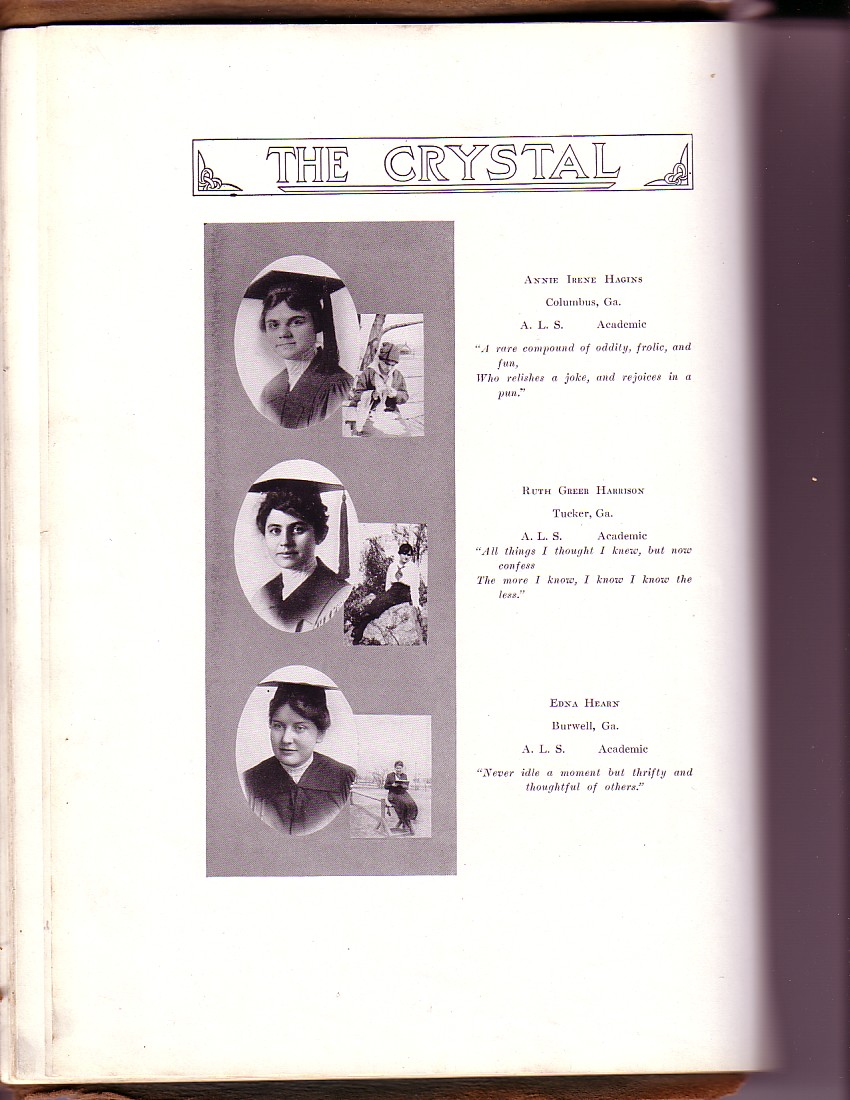 THE CRYSTAL
Annie Irene Hagins
Columbus, Ga.
A. L. S. Academic
"A rare compound of oddity, frolic, and
fun,
Who relishes a joke, and rejoices in a
pun."
Ruth Greer Harrison
Tucker, Ga.
A. L. S. Academic
"All things I thought I knew, but now
confess
The more I know, I know I know the
less."
Edna Hearn
Burwell, Ga.
A. L. S. Academic
"Never idle a moment but thrifty and
thoughtful of others."